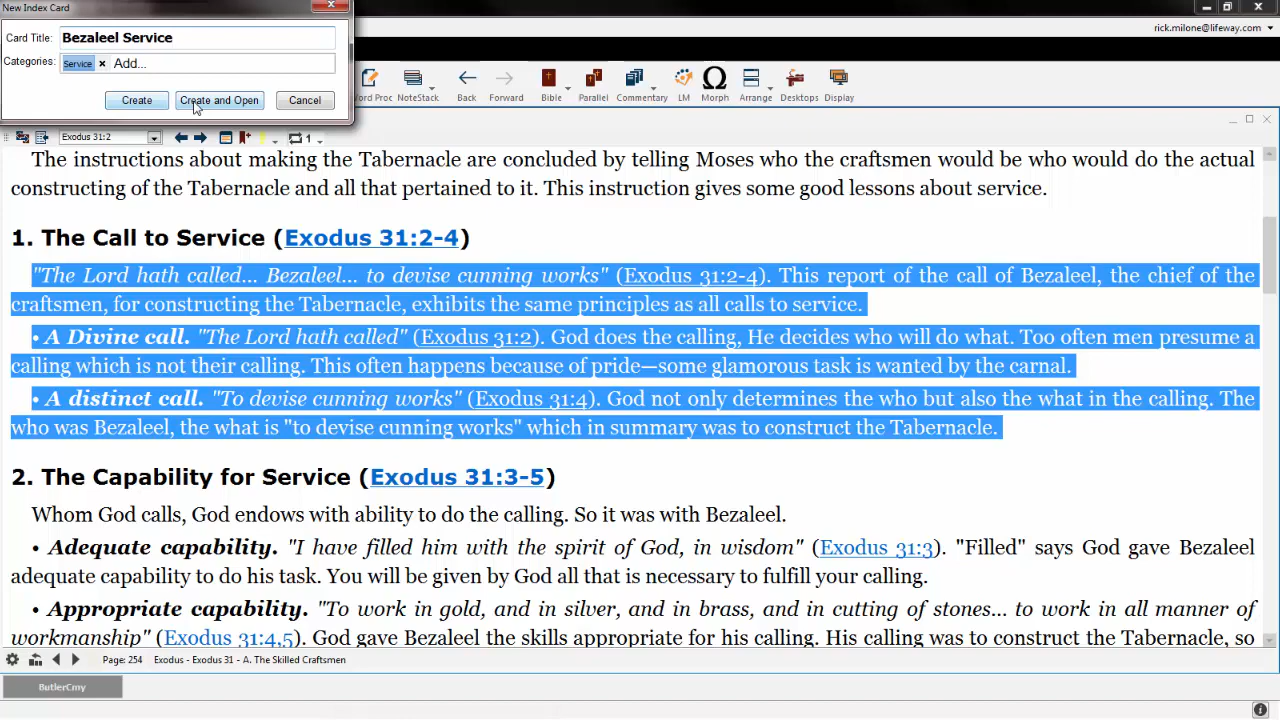 New Index Card
Card Title: Bezaleel Service
Categories: Service × Add...
Create Create and Open Cancel
rick.milone@lifeway.com
Word Proc NoteStack Back Forward Bible Parallel Commentary LM Morph Arrange Desktops Display
Exodus 31:2 1
The instructions about making the Tabernacle are concluded by telling Moses who the craftsmen would be who would do the actual
constructing of the Tabernacle and all that pertained to it. This instruction gives some good lessons about service.
1. The Call to Service (Exodus 31:2-4)
"The Lord hath called... Bezaleel... to devise cunning works" (Exodus 31:2-4). This report of the call of Bezaleel, the chief of the
craftsmen, for constructing the Tabernacle, exhibits the same principles as all calls to service.
• A Divine call. "The Lord hath called" (Exodus 31:2). God does the calling, He decides who will do what. Too often men presume a
calling which is not their calling. This often happens because of pride—some glamorous task is wanted by the carnal.
• A distinct call. "To devise cunning works" (Exodus 31:4). God not only determines the who but also the what in the calling. The
who was Bezaleel, the what is "to devise cunning works" which in summary was to construct the Tabernacle.
2. The Capability for Service (Exodus 31:3-5)
Whom God calls, God endows with ability to do the calling. So it was with Bezaleel.
• Adequate capability. "I have filled him with the spirit of God, in wisdom" (Exodus 31:3). "Filled" says God gave Bezaleel
adequate capability to do his task. You will be given by God all that is necessary to fulfill your calling.
• Appropriate capability. "To work in gold, and in silver, and in brass, and in cutting of stones... to work in all manner of
workmanship" (Exodus 31:4,5). God gave Bezaleel the skills appropriate for his calling. His calling was to construct the Tabernacle, so
Page: 254 Exodus - Exodus 31 - A. The Skilled Craftsmen
ButlerCmy